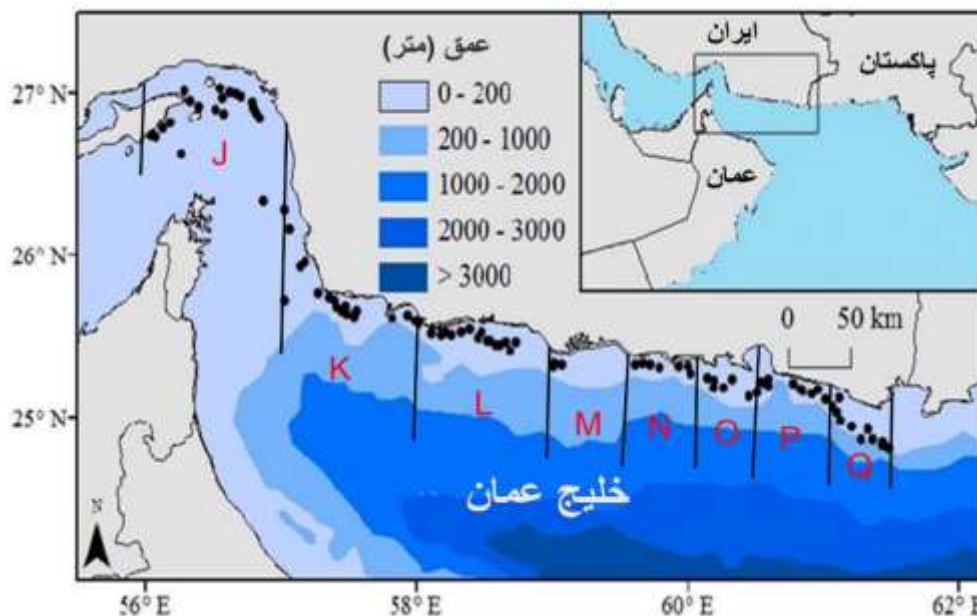 عمق (متر)
0 - 200
200 - 1000
1000 - 2000
2000 - 3000
> 3000
ایران
پاکستان
عمان
0 50 km
27° N
26° N
25° N
J
K
L
M
N
O
P
Q
خلیج عمان
N
56° E
58° E
60° E
62° E